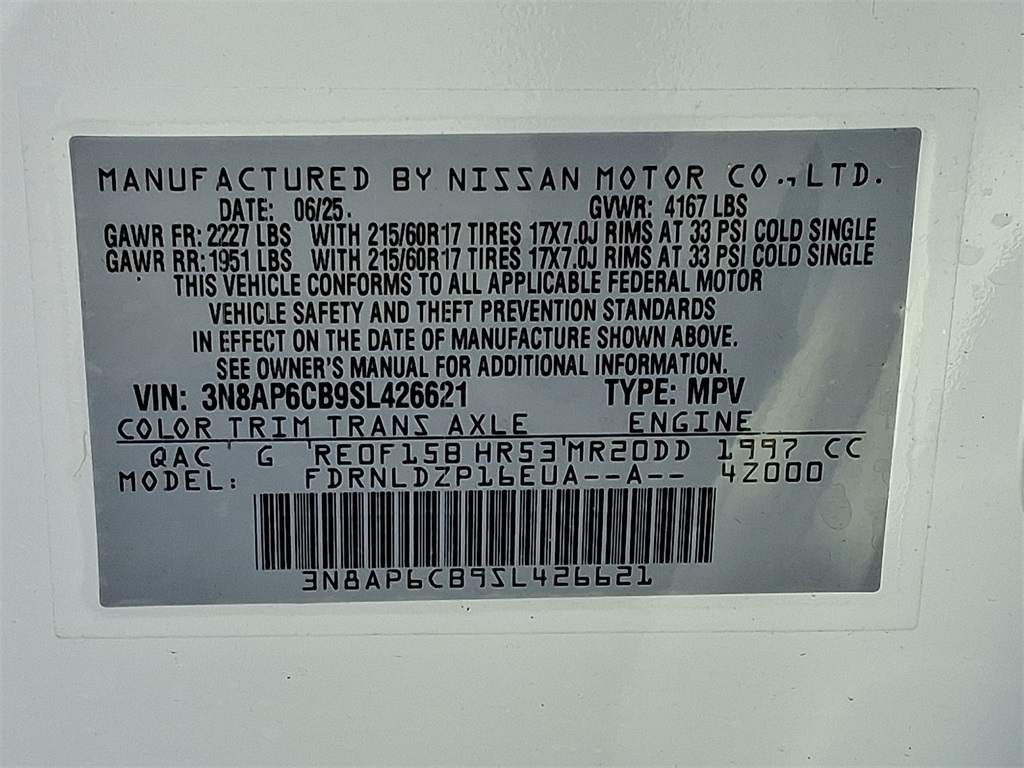 MANUFACTURED BY NISSAN MOTOR CO.,LTD.
DATE: 06/25. GVWR: 4167 LBS
GAWR FR: 2227 LBS WITH 215/60R17 TIRES 17X7.0J RIMS AT 33 PSI COLD SINGLE
GAWR RR: 1951 LBS WITH 215/60R17 TIRES 17X7.0J RIMS AT 33 PSI COLD SINGLE
THIS VEHICLE CONFORMS TO ALL APPLICABLE FEDERAL MOTOR
VEHICLE SAFETY AND THEFT PREVENTION STANDARDS
IN EFFECT ON THE DATE OF MANUFACTURE SHOWN ABOVE.
SEE OWNER'S MANUAL FOR ADDITIONAL INFORMATION.
VIN: 3N8AP6CB9SL426621 TYPE: MPV
COLOR TRIM TRANS AXLE ENGINE
QAC G RE0F15B HR53 MR20DD 1997 CC
MODEL: FDRNLDZP16EUA--A-- 4Z000
3N8AP6CB9SL426621